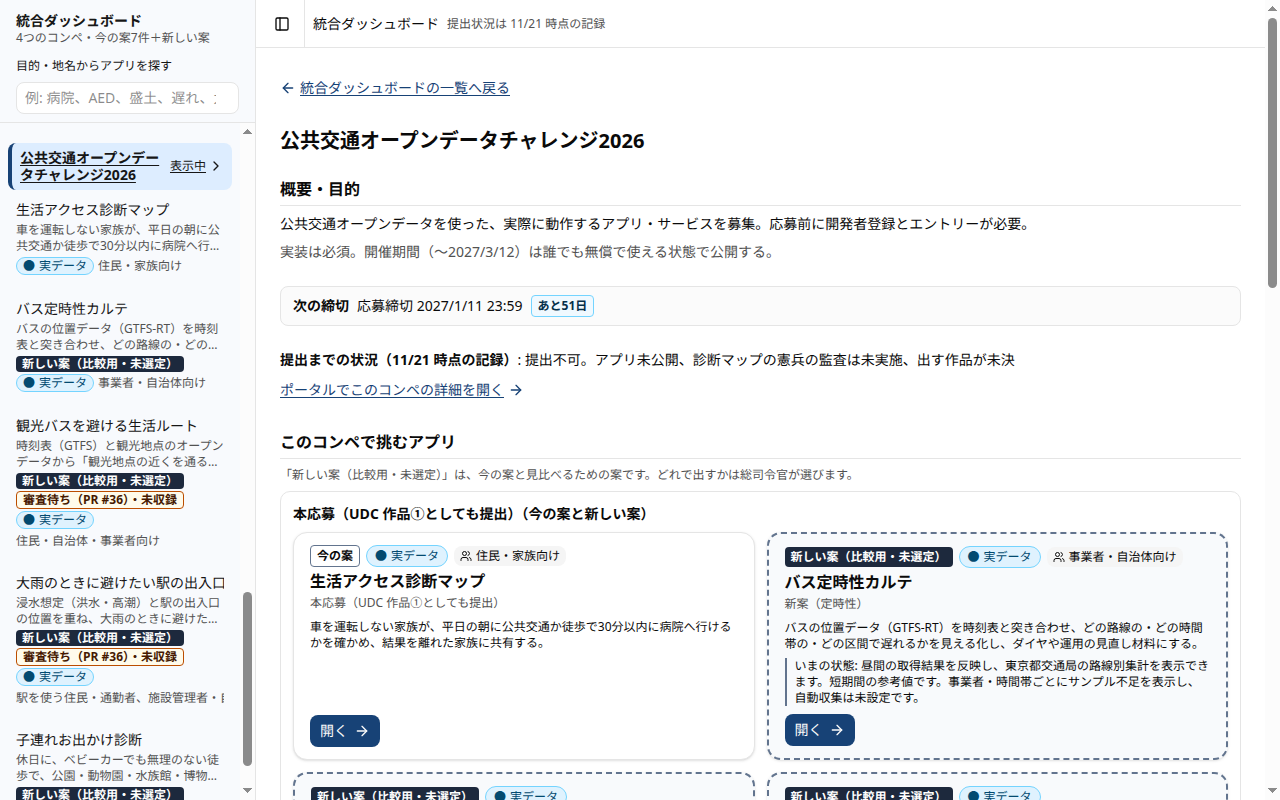 統合ダッシュボード
4つのコンペ・今の案7件＋新しい案
目的・地名からアプリを探す
例: 病院、AED、盛土、遅れ、
公共交通オープンデー
タチャレンジ2026
表示中
生活アクセス診断マップ
車を運転しない家族が、平日の朝に公
共交通か徒歩で30分以内に病院へ行...
実データ 住民・家族向け
バス定時性カルテ
バスの位置データ（GTFS-RT）を時刻
表と突き合わせ、どの路線の・どの...
新しい案（比較用・未選定）
実データ 事業者・自治体向け
観光バスを避ける生活ルート
時刻表（GTFS）と観光地点のオープン
データから「観光地点の近くを通る...
新しい案（比較用・未選定）
審査待ち（PR #36）・未収録
実データ
住民・自治体・事業者向け
大雨のときに避けたい駅の出入口
浸水想定（洪水・高潮）と駅の出入口
の位置を重ね、大雨のときに避けた...
新しい案（比較用・未選定）
審査待ち（PR #36）・未収録
実データ
駅を使う住民・通勤者、施設管理者・
子連れお出かけ診断
休日に、ベビーカーでも無理のない徒
歩で、公園・動物園・水族館・博物...
新しい案（比較用・未選定）
統合ダッシュボード 提出状況は 11/21 時点の記録
← 統合ダッシュボードの一覧へ戻る
公共交通オープンデータチャレンジ2026
概要・目的
公共交通オープンデータを使った、実際に動作するアプリ・サービスを募集。応募前に開発者登録とエントリーが必要。
実装は必須。開催期間（〜2027/3/12）は誰でも無償で使える状態で公開する。
次の締切 応募締切 2027/1/11 23:59 あと51日
提出までの状況（11/21 時点の記録）: 提出不可。アプリ未公開、診断マップの憲兵の監査は未実施、出す作品が未決
ポータルでこのコンペの詳細を開く →
このコンペで挑むアプリ
「新しい案（比較用・未選定）」は、今の案と見比べるための案です。どれで出すかは総司令官が選びます。
本応募（UDC 作品①としても提出）（今の案と新しい案）
今の案 実データ 住民・家族向け
生活アクセス診断マップ
本応募（UDC 作品①としても提出）
車を運転しない家族が、平日の朝に公共交通か徒歩で30分以内に病院へ行ける
かを確かめ、結果を離れた家族に共有する。
開く →
新しい案（比較用・未選定） 実データ 事業者・自治体向け
バス定時性カルテ
新案（定時性）
バスの位置データ（GTFS-RT）を時刻表と突き合わせ、どの路線の・どの時間
帯の・どの区間で遅れるかを見える化し、ダイヤや運用の見直し材料にする。
いまの状態: 昼間の取得結果を反映し、東京都交通局の路線別集計を表示でき
ます。短期間の参考値です。事業者・時間帯ごとにサンプル不足を表示し、
自動収集は未設定です。
開く →
新しい案（比較用・未選定） 実データ
新しい案（比較用・未選定） 実データ